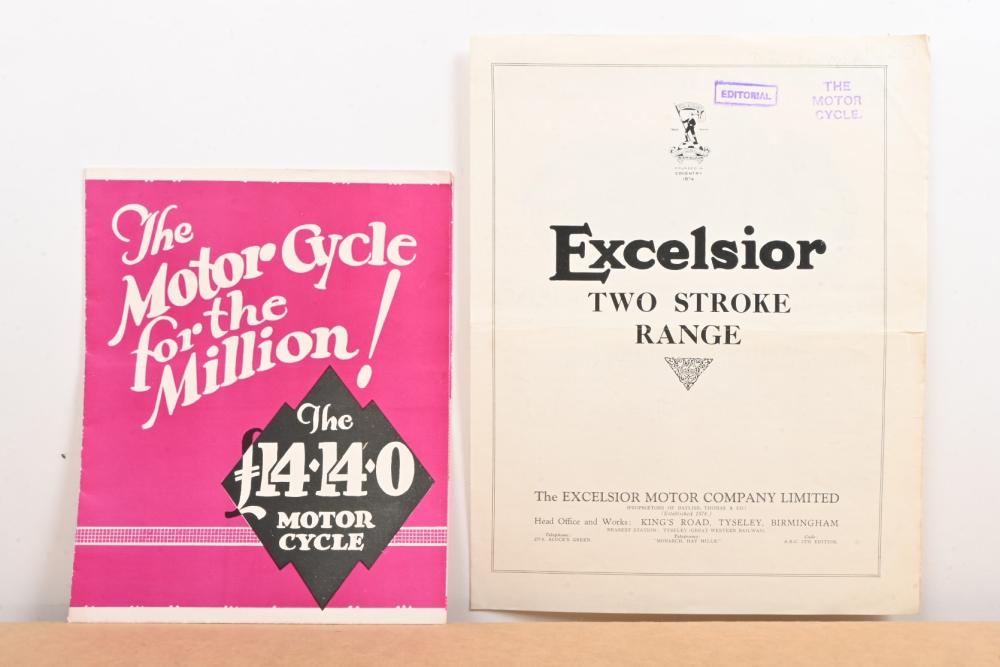 The
Motor Cycle
for the
Million!
The
£14·14·0
MOTOR
CYCLE
EDITORIAL
THE
MOTOR
CYCLE.
FOUNDED IN
COVENTRY
1874
Excelsior
TWO STROKE
RANGE
The EXCELSIOR MOTOR COMPANY LIMITED
(PROPRIETORS OF BAYLISS, THOMAS & CO.)
(Established 1874.)
Head Office and Works: KING'S ROAD, TYSELEY, BIRMINGHAM
NEAREST STATION: TYSELEY (GREAT WESTERN RAILWAY)
Telephone: Telegrams: Code:
"MONARCH, HAY MILLS." A.B.C. 5TH EDITION.